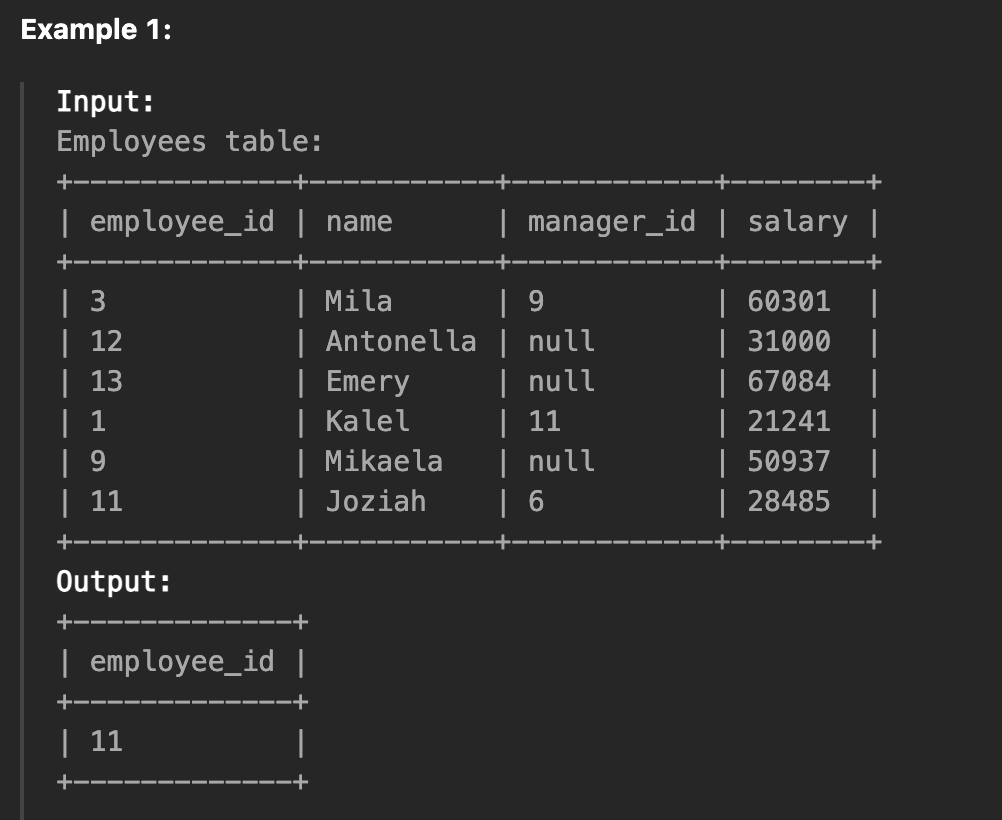 Example 1:
Input:
Employees table:
+-------------+-----------+------------+--------+
| employee_id | name      | manager_id | salary |
+-------------+-----------+------------+--------+
| 3           | Mila      | 9          | 60301  |
| 12          | Antonella | null       | 31000  |
| 13          | Emery     | null       | 67084  |
| 1           | Kalel     | 11         | 21241  |
| 9           | Mikaela   | null       | 50937  |
| 11          | Joziah    | 6          | 28485  |
+-------------+-----------+------------+--------+
Output:
+-------------+
| employee_id |
+-------------+
| 11          |
+-------------+